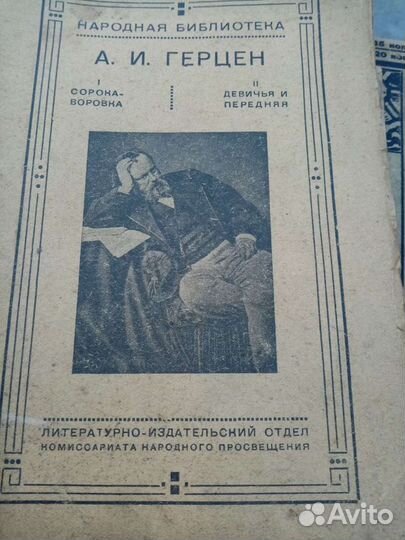 НАРОДНАЯ БИБЛИОТЕКА
А. И. ГЕРЦЕН
I
СОРОКА-
ВОРОВКА
II
ДЕВИЧЬЯ И
ПЕРЕДНЯЯ
ЛИТЕРАТУРНО-ИЗДАТЕЛЬСКИЙ ОТДЕЛ
КОМИССАРИАТА НАРОДНОГО ПРОСВЕЩЕНИЯ
Avito